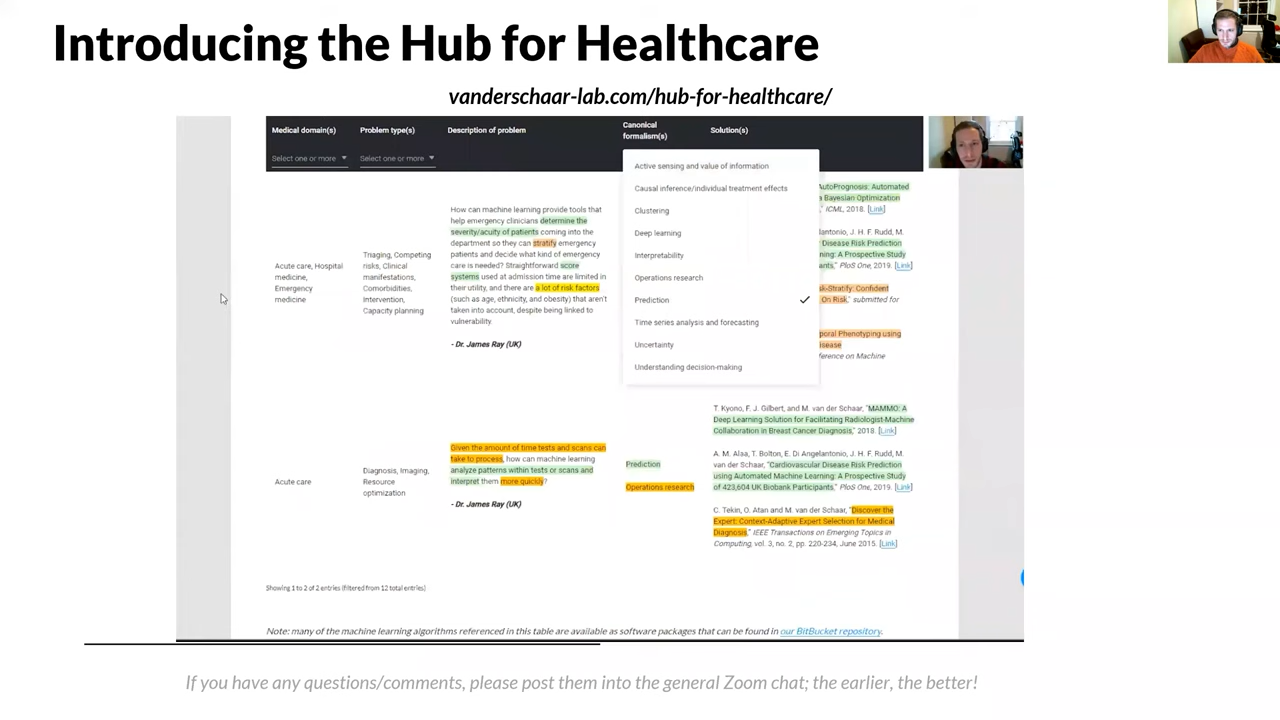 Introducing the Hub for Healthcare
vanderschaar-lab.com/hub-for-healthcare/
Medical domain(s)
Problem type(s)
Description of problem
Canonical
formalism(s)
Solution(s)
Select one or more
Select one or more
Acute care, Hospital
medicine,
Emergency
medicine
Triaging, Competing
risks, Clinical
manifestations,
Comorbidities,
Intervention,
Capacity planning
How can machine learning provide tools that
help emergency clinicians determine the
severity/acuity of patients coming into the
department so they can stratify emergency
patients and decide what kind of emergency
care is needed? Straightforward score
systems used at admission time are limited in
their utility, and there are a lot of risk factors
(such as age, ethnicity, and obesity) that aren't
taken into account, despite being linked to
vulnerability.
- Dr. James Ray (UK)
Active sensing and value of information
Causal inference/individual treatment effects
Clustering
Deep learning
Interpretability
Operations research
Prediction
Time series analysis and forecasting
Uncertainty
Understanding decision-making
AutoPrognosis: Automated
Bayesian Optimization
ICML, 2018. [Link]
antonio, J. H. F. Rudd, M.
Disease Risk Prediction
ning: A Prospective Study
ants," PloS One, 2019. [Link]
sk-Stratify: Confident
On Risk," submitted for
poral Phenotyping using
isease
ference on Machine
Acute care
Diagnosis, Imaging,
Resource
optimization
Given the amount of time tests and scans can
take to process, how can machine learning
analyze patterns within tests or scans and
interpret them more quickly?
- Dr. James Ray (UK)
Prediction
Operations research
T. Kyono, F. J. Gilbert, and M. van der Schaar, "MAMMO: A
Deep Learning Solution for Facilitating Radiologist-Machine
Collaboration in Breast Cancer Diagnosis," 2018. [Link]
A. M. Alaa, T. Bolton, E. Di Angelantonio, J. H. F. Rudd, M.
van der Schaar, "Cardiovascular Disease Risk Prediction
using Automated Machine Learning: A Prospective Study
of 423,604 UK Biobank Participants," PloS One, 2019. [Link]
C. Tekin, O. Atan and M. van der Schaar, "Discover the
Expert: Context-Adaptive Expert Selection for Medical
Diagnosis," IEEE Transactions on Emerging Topics in
Computing, vol. 3, no. 2, pp. 220-234, June 2015. [Link]
Showing 1 to 2 of 2 entries (filtered from 12 total entries)
Note: many of the machine learning algorithms referenced in this table are available as software packages that can be found in our BitBucket repository.
If you have any questions/comments, please post them into the general Zoom chat; the earlier, the better!